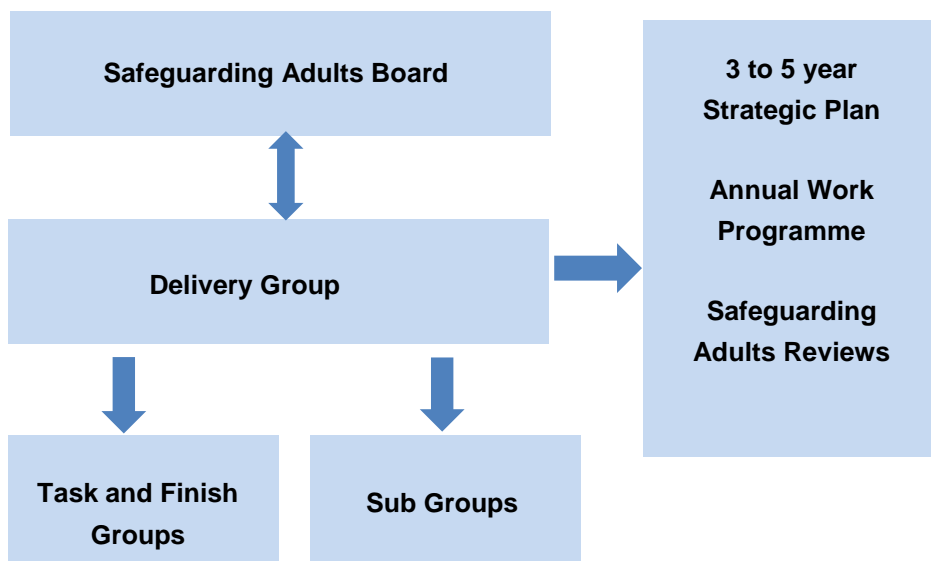 Safeguarding Adults Board
3 to 5 year
Strategic Plan
Annual Work
Programme
Safeguarding
Adults Reviews
Delivery Group
Task and Finish
Groups
Sub Groups